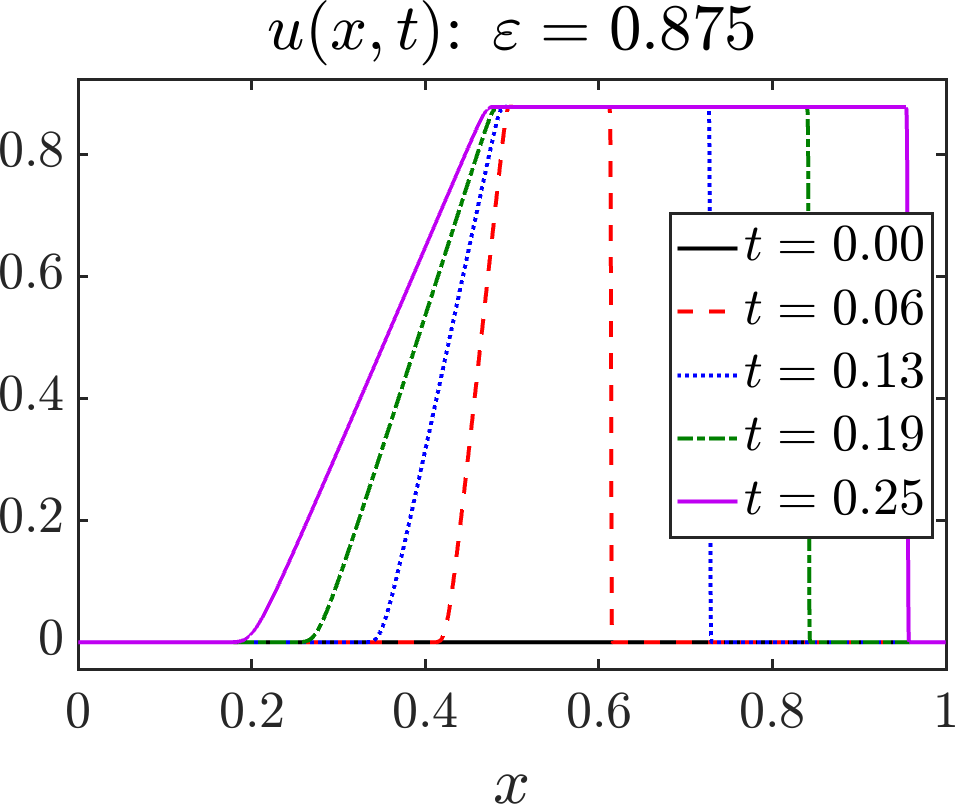 u(x, t): ε = 0.875
0.8
0.6
0.4
0.2
0
t = 0.00
t = 0.06
t = 0.13
t = 0.19
t = 0.25
0 0.2 0.4 0.6 0.8 1
x